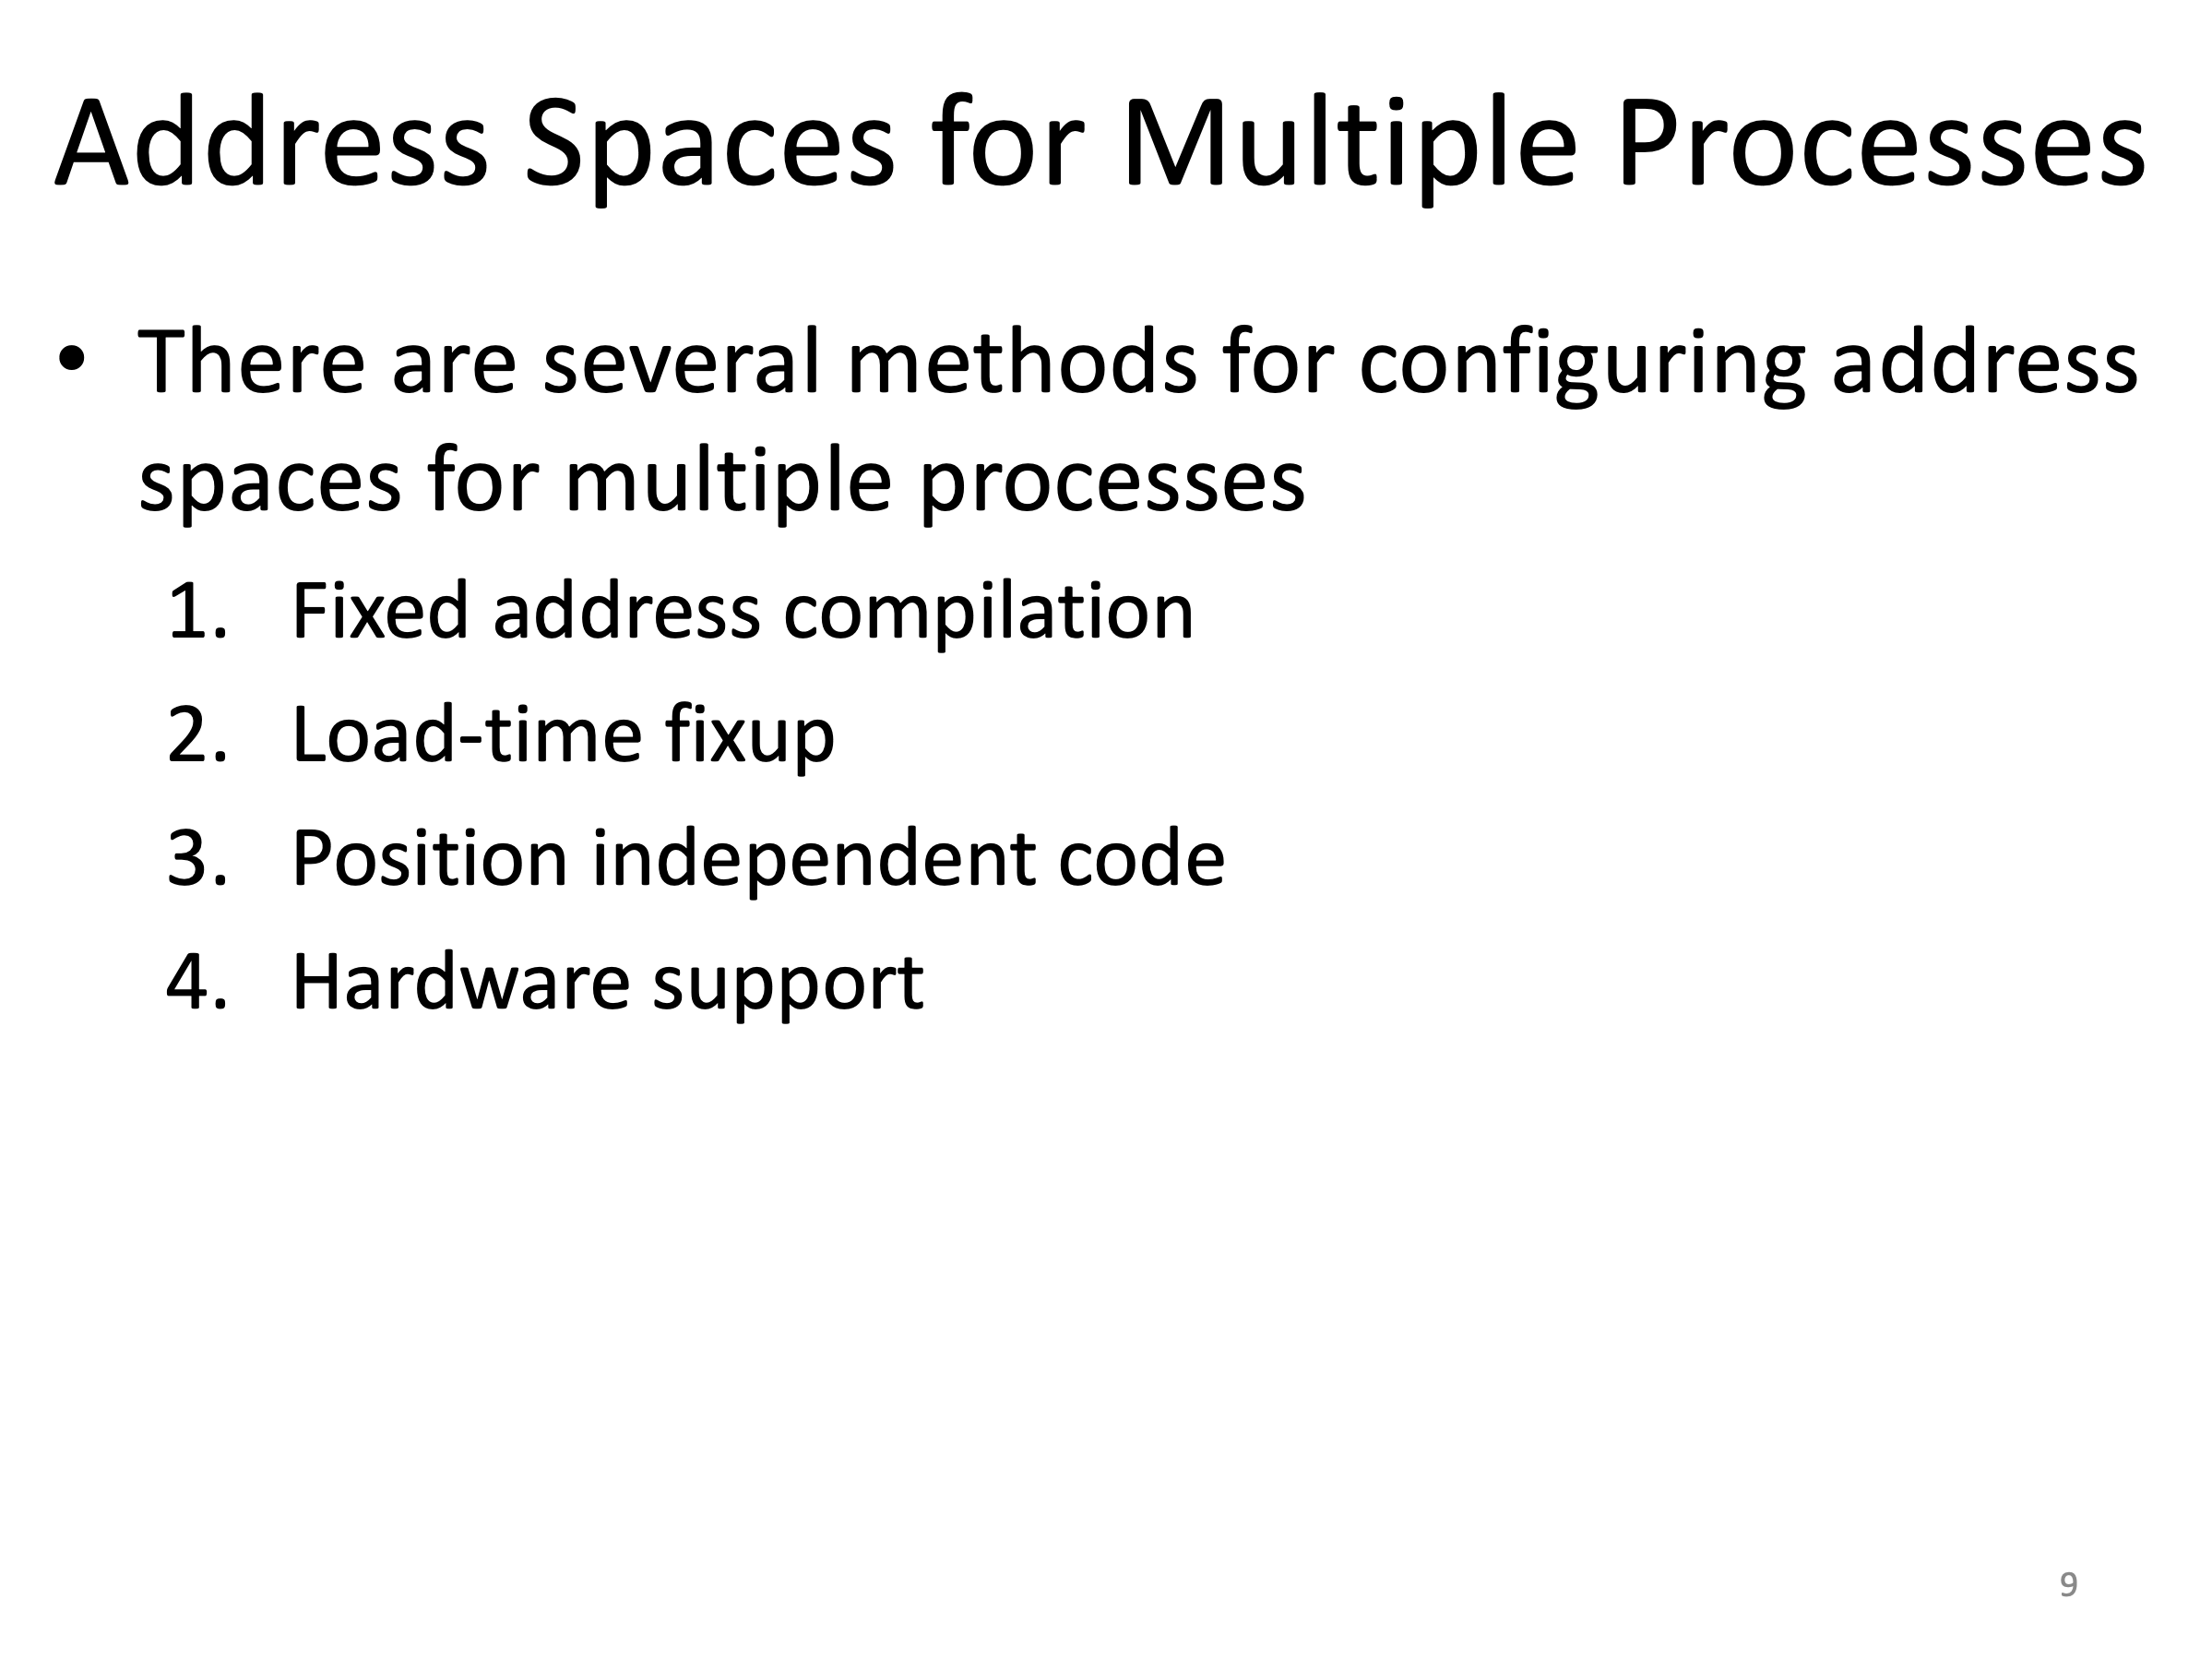 Address Spaces for Multiple Processes
• There are several methods for configuring address
spaces for multiple processes
1. Fixed address compilation
2. Load-time fixup
3. Position independent code
4. Hardware support
9